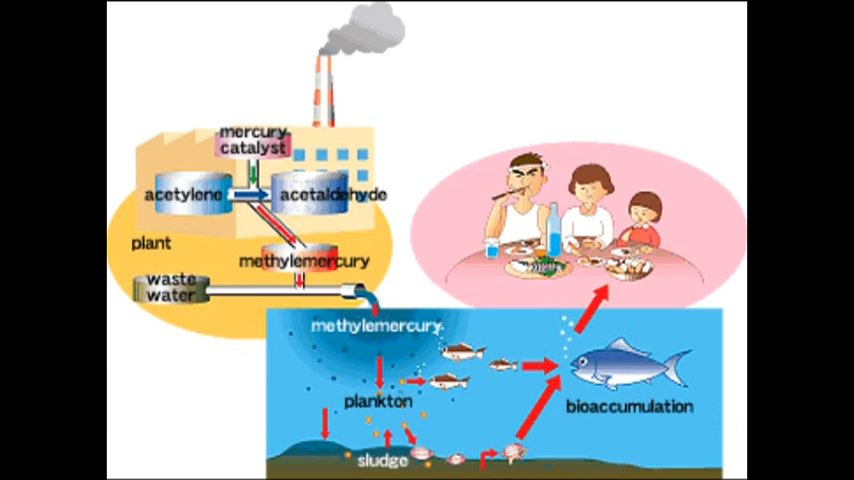 mercury
catalyst
acetylene
acetaldehyde
plant
methylemercury
waste
water
methylemercury
plankton
bioaccumulation
sludge